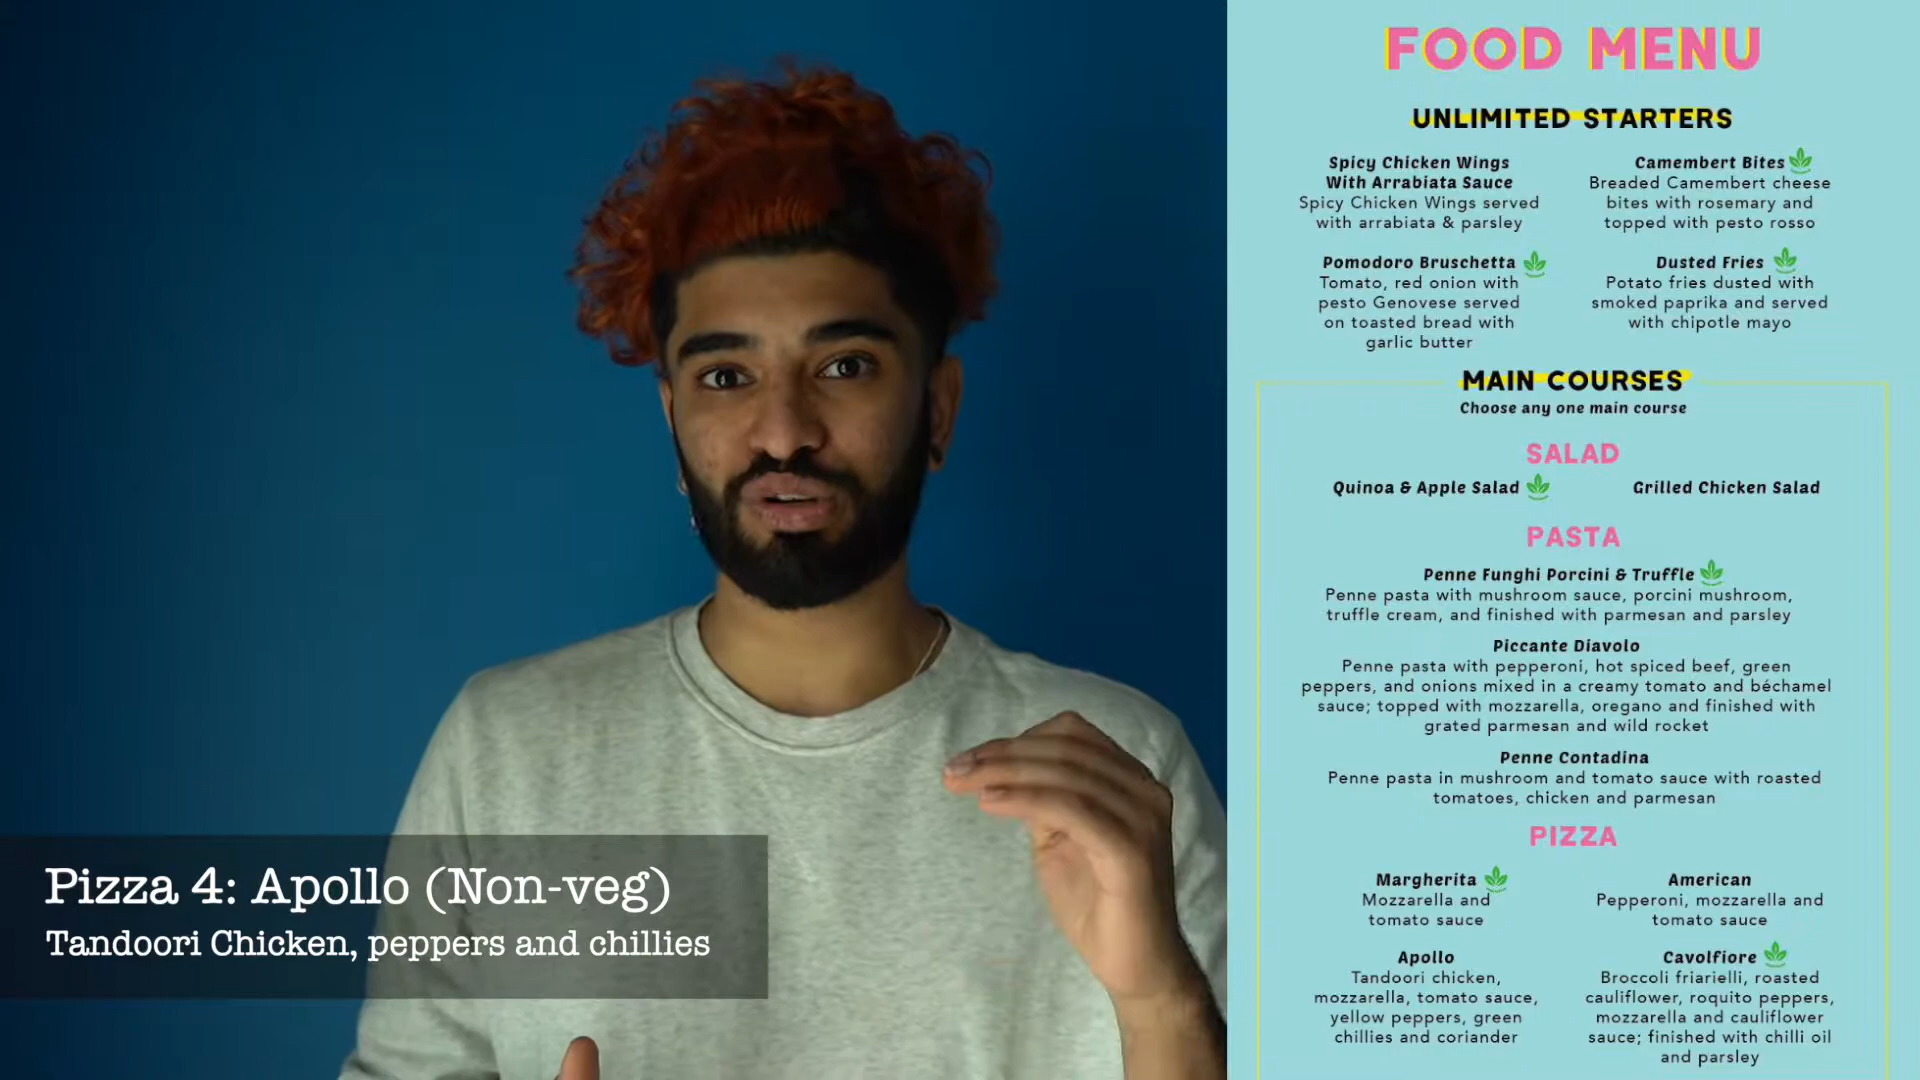 FOOD MENU
UNLIMITED STARTERS
Spicy Chicken Wings
With Arrabiata Sauce
Spicy Chicken Wings served
with arrabiata & parsley
Camembert Bites
Breaded Camembert cheese
bites with rosemary and
topped with pesto rosso
Pomodoro Bruschetta
Tomato, red onion with
pesto Genovese served
on toasted bread with
garlic butter
Dusted Fries
Potato fries dusted with
smoked paprika and served
with chipotle mayo
MAIN COURSES
Choose any one main course
SALAD
Quinoa & Apple Salad
Grilled Chicken Salad
PASTA
Penne Funghi Porcini & Truffle
Penne pasta with mushroom sauce, porcini mushroom,
truffle cream, and finished with parmesan and parsley
Piccante Diavolo
Penne pasta with pepperoni, hot spiced beef, green
peppers, and onions mixed in a creamy tomato and béchamel
sauce; topped with mozzarella, oregano and finished with
grated parmesan and wild rocket
Penne Contadina
Penne pasta in mushroom and tomato sauce with roasted
tomatoes, chicken and parmesan
PIZZA
Margherita
Mozzarella and
tomato sauce
American
Pepperoni, mozzarella and
tomato sauce
Apollo
Tandoori chicken,
mozzarella, tomato sauce,
yellow peppers, green
chillies and coriander
Cavolfiore
Broccoli friarielli, roasted
cauliflower, roquito peppers,
mozzarella and cauliflower
sauce; finished with chilli oil
and parsley
Pizza 4: Apollo (Non-veg)
Tandoori Chicken, peppers and chillies